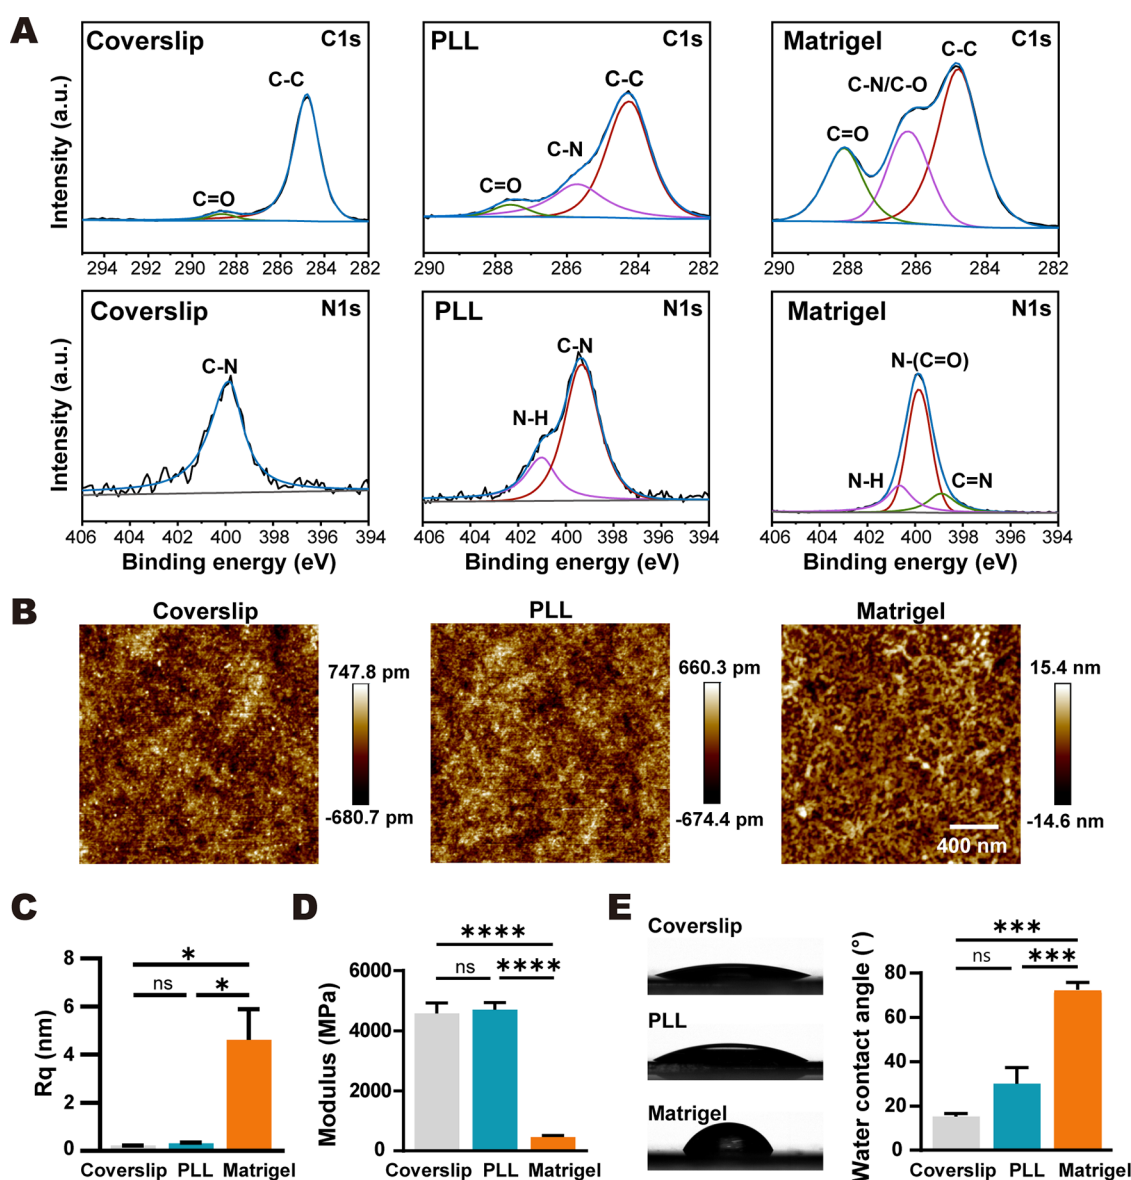 A
Coverslip C1s
C-C
C=O
Intensity (a.u.)
294 292 290 288 286 284 282
PLL C1s
C-C
C-N
C=O
290 288 286 284 282
Matrigel C1s
C-C
C-N/C-O
C=O
290 288 286 284 282
Coverslip N1s
C-N
Intensity (a.u.)
406 404 402 400 398 396 394
Binding energy (eV)
PLL N1s
C-N
N-H
406 404 402 400 398 396 394
Binding energy (eV)
Matrigel N1s
N-(C=O)
N-H
C=N
406 404 402 400 398 396 394
Binding energy (eV)
B
Coverslip
747.8 pm
-680.7 pm
PLL
660.3 pm
-674.4 pm
Matrigel
15.4 nm
-14.6 nm
400 nm
C
Rq (nm)
8
6
4
2
0
*
ns *
Coverslip PLL Matrigel
D
Modulus (MPa)
6000
4000
2000
0
****
ns ****
Coverslip PLL Matrigel
E
Coverslip
PLL
Matrigel
Water contact angle (°)
80
60
40
20
0
***
ns ***
Coverslip PLL Matrigel